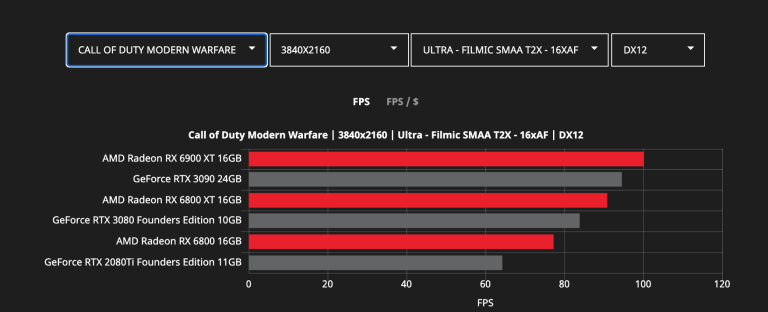 CALL OF DUTY MODERN WARFARE 3840X2160 ULTRA - FILMIC SMAA T2X - 16XAF DX12
FPS FPS / $
Call of Duty Modern Warfare | 3840x2160 | Ultra - Filmic SMAA T2X - 16xAF | DX12
AMD Radeon RX 6900 XT 16GB
GeForce RTX 3090 24GB
AMD Radeon RX 6800 XT 16GB
GeForce RTX 3080 Founders Edition 10GB
AMD Radeon RX 6800 16GB
GeForce RTX 2080Ti Founders Edition 11GB
0 20 40 60 80 100 120
FPS